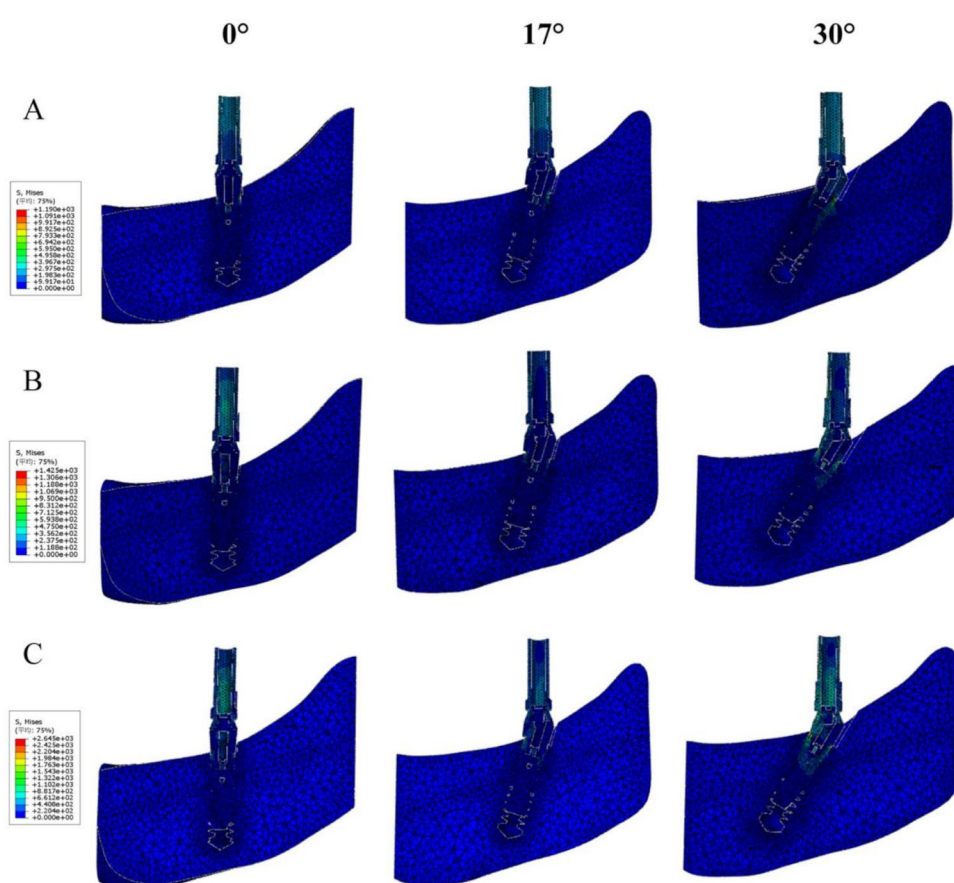 0° 17° 30°
A
S, Mises
(平均: 75%)
+1.190e+03
+1.091e+03
+9.917e+02
+8.925e+02
+7.933e+02
+6.942e+02
+5.950e+02
+4.958e+02
+3.967e+02
+2.975e+02
+1.983e+02
+9.917e+01
+0.000e+00
B
S, Mises
(平均: 75%)
+1.425e+03
+1.306e+03
+1.188e+03
+1.069e+03
+9.500e+02
+8.312e+02
+7.125e+02
+5.938e+02
+4.750e+02
+3.562e+02
+2.375e+02
+1.188e+02
+0.000e+00
C
S, Mises
(平均: 75%)
+2.645e+03
+2.425e+03
+2.204e+03
+1.984e+03
+1.763e+03
+1.543e+03
+1.322e+03
+1.102e+03
+8.817e+02
+6.612e+02
+4.408e+02
+2.204e+02
+0.000e+00